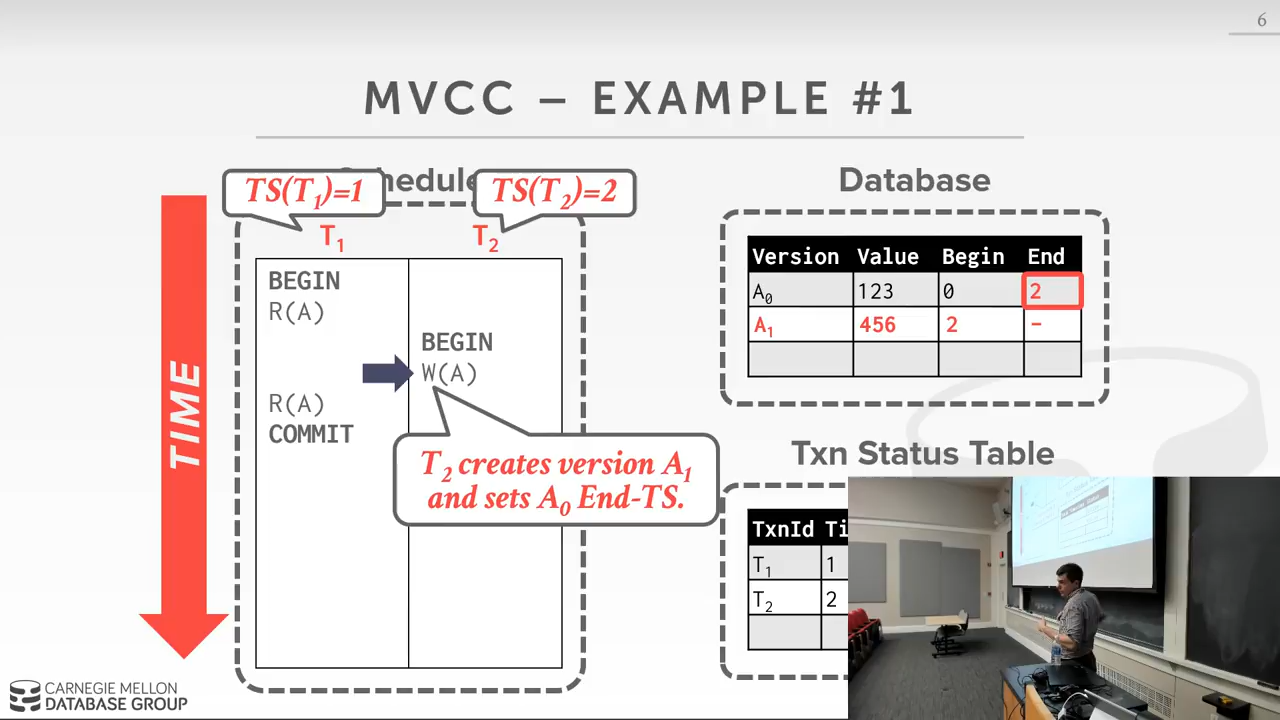 6
MVCC – EXAMPLE #1
TS(T1)=1
TS(T2)=2
Database
T1
T2
BEGIN
R(A)
BEGIN
W(A)
R(A)
COMMIT
T2 creates version A1
and sets A0 End-TS.
TIME
Version Value Begin End
A0 123 0 2
A1 456 2 –
Txn Status Table
TxnId
T1 1
T2 2
CARNEGIE MELLON
DATABASE GROUP